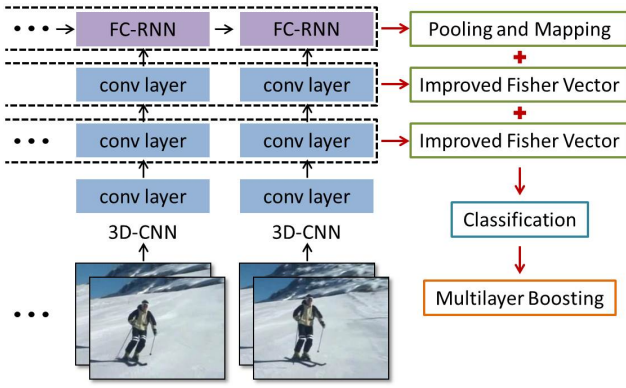 FC-RNN FC-RNN Pooling and Mapping
conv layer conv layer Improved Fisher Vector
conv layer conv layer Improved Fisher Vector
conv layer conv layer
Classification
3D-CNN 3D-CNN
Multilayer Boosting